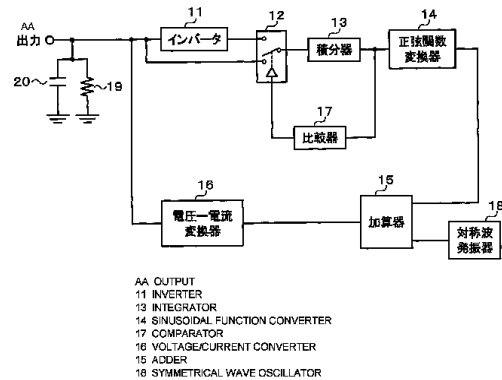 AA
出力
11
インバータ
12
13
積分器
14
正弦関数
変換器
20
19
17
比較器
16
電圧ー電流
変換器
15
加算器
18
対称波
発振器
AA OUTPUT
11 INVERTER
13 INTEGRATOR
14 SINUSOIDAL FUNCTION CONVERTER
17 COMPARATOR
16 VOLTAGE/CURRENT CONVERTER
15 ADDER
18 SYMMETRICAL WAVE OSCILLATOR